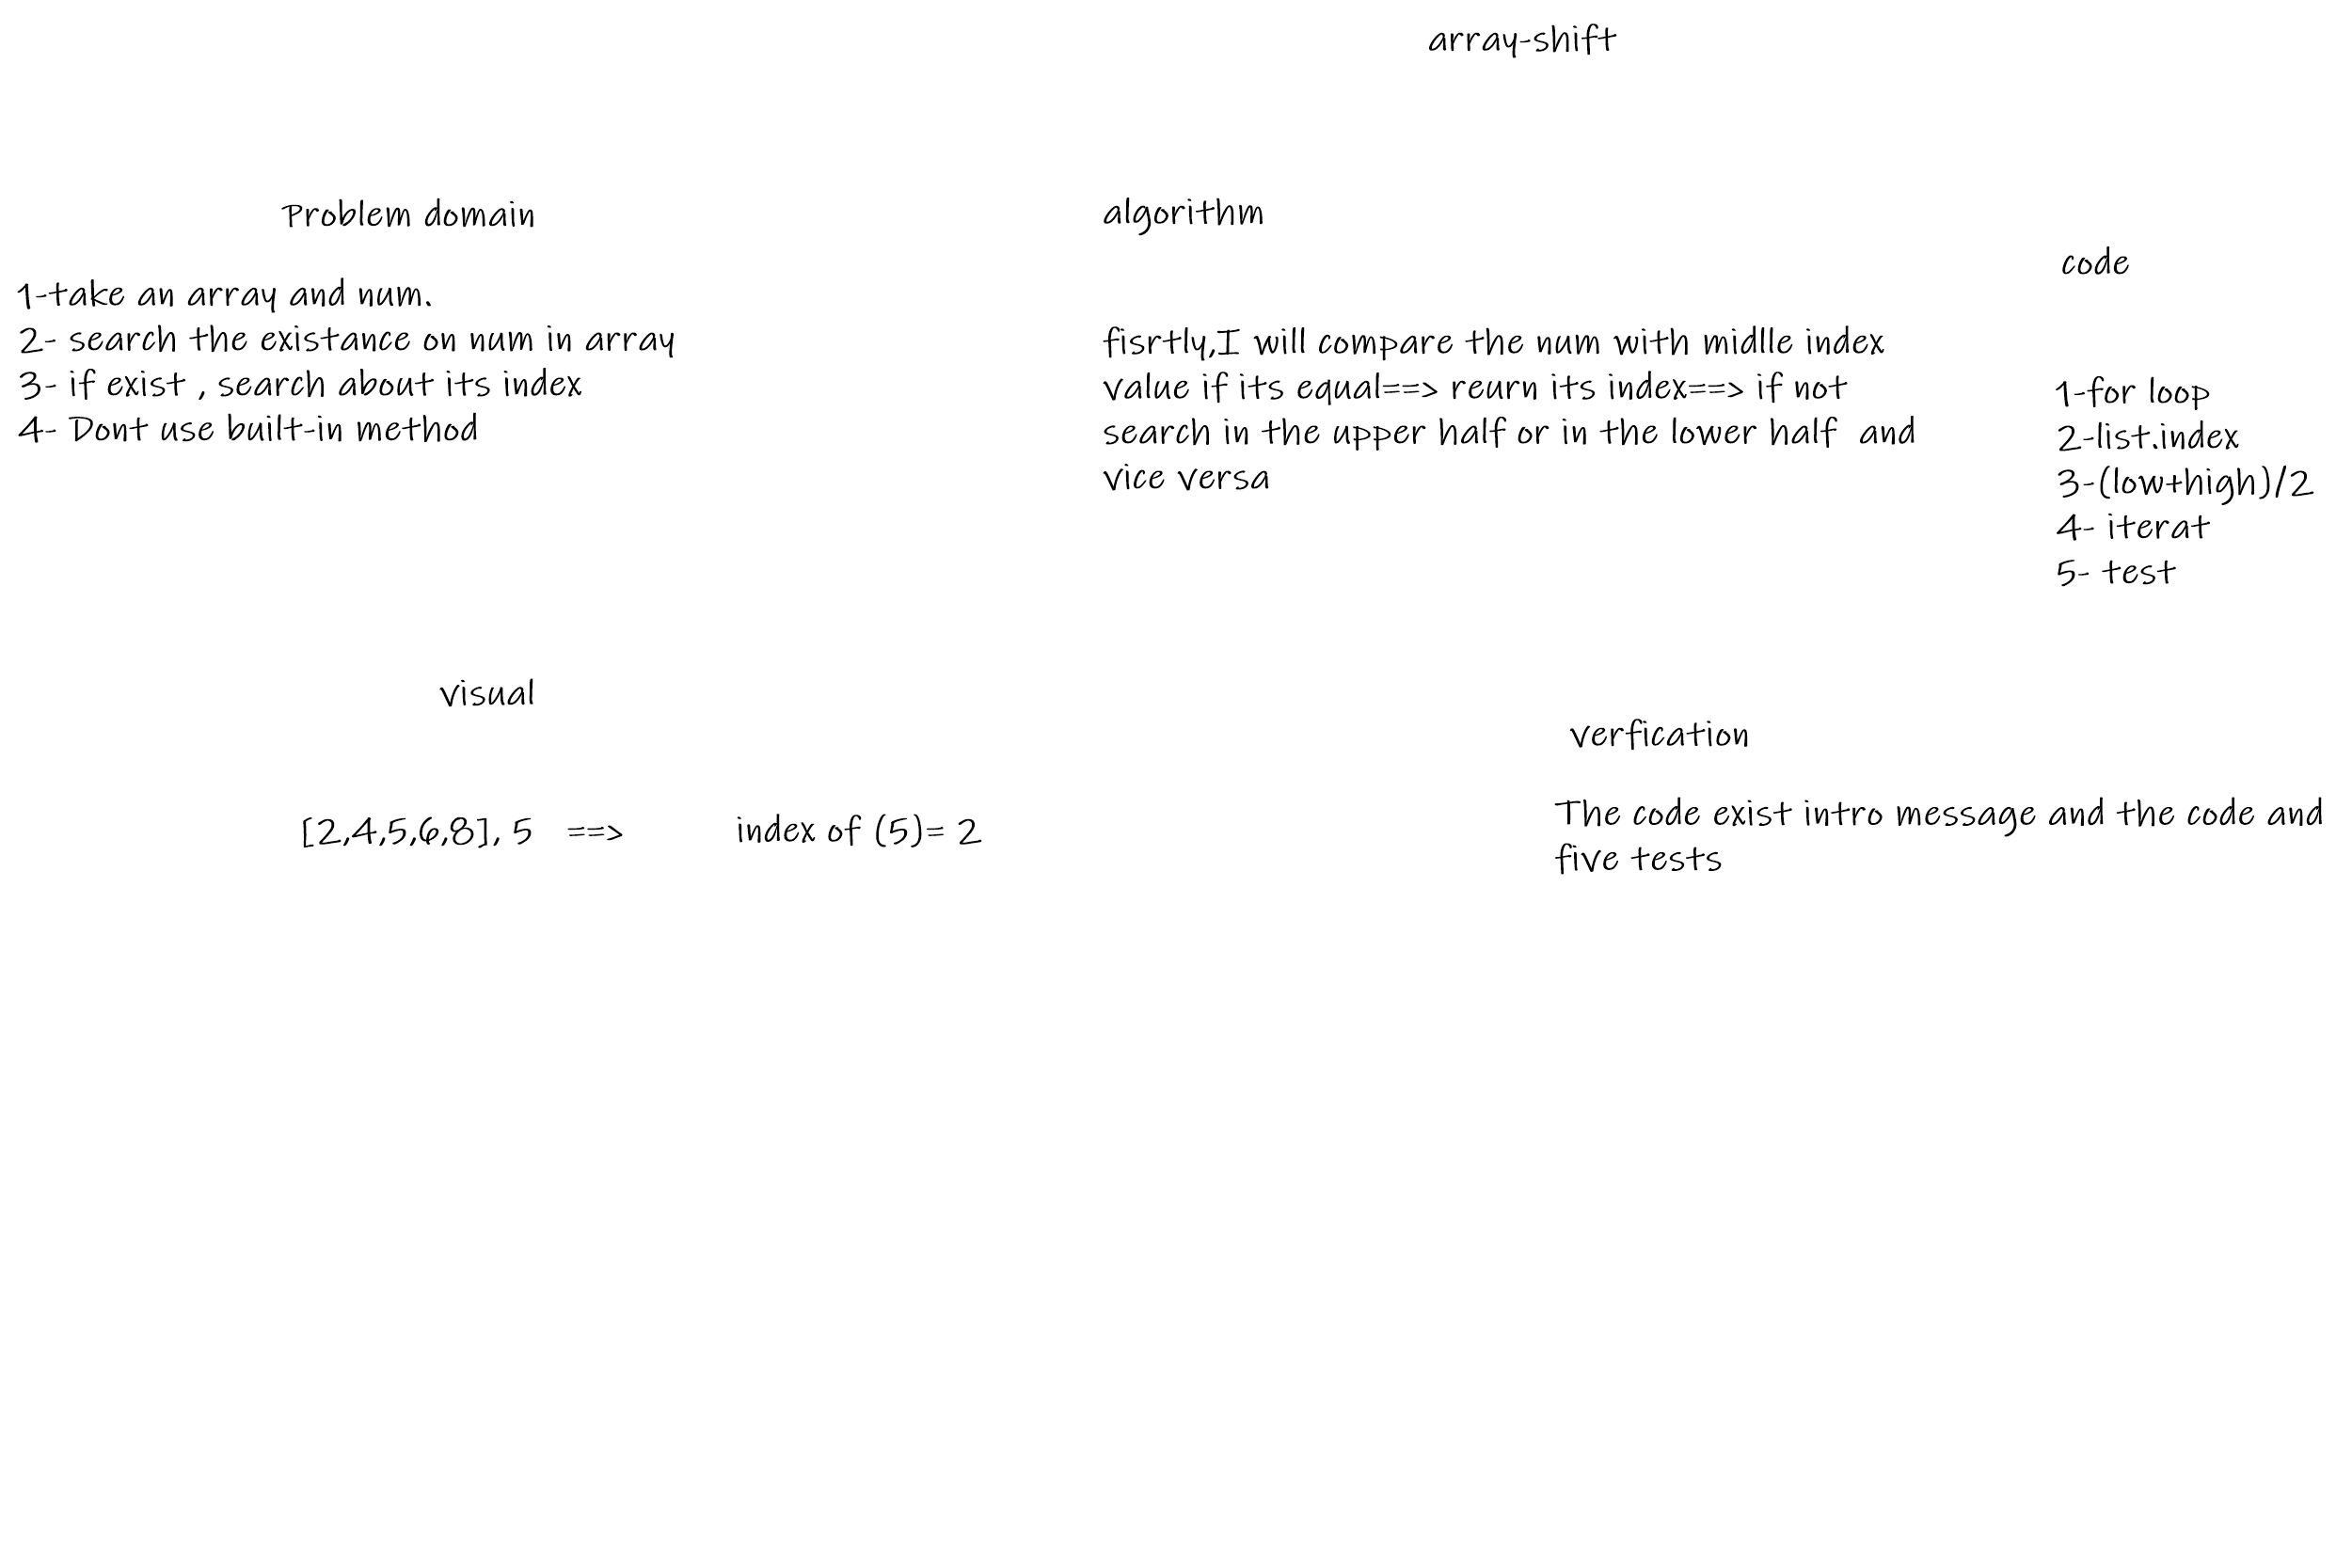 array-shift
Problem domain
1-take an array and num.
2- search the existance on num in array
3- if exist , search about its index
4- Dont use built-in method
algorithm
fisrtly,I will compare the num with midlle index
value if its equal==> reurn its index==> if not
search in the upper half or in the lower half and
vice versa
code
1-for loop
2-list.index
3-(low+high)/2
4- iterat
5- test
visual
[2,4,5,6,8], 5 ==> index of (5)= 2
verfication
The code exist intro message and the code and
five tests